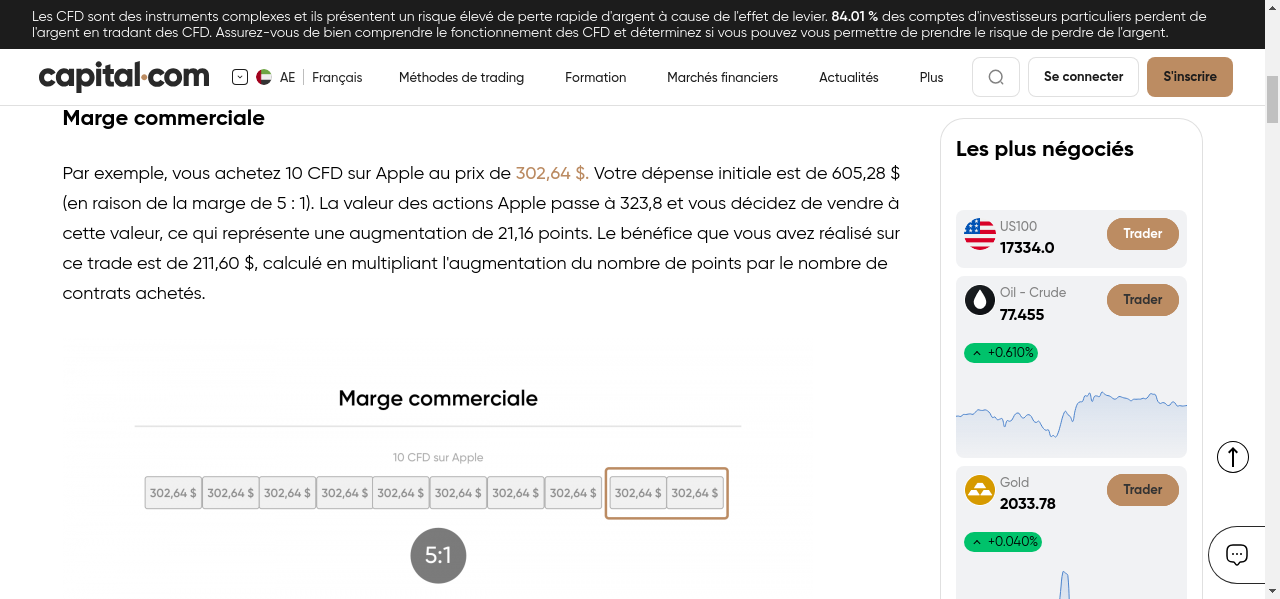 Les CFD sont des instruments complexes et ils présentent un risque élevé de perte rapide d'argent à cause de l'effet de levier. 84.01 % des comptes d'investisseurs particuliers perdent de
l'argent en tradant des CFD. Assurez-vous de bien comprendre le fonctionnement des CFD et déterminez si vous pouvez vous permettre de prendre le risque de perdre de l'argent.
capital.com
AE
Français
Méthodes de trading
Formation
Marchés financiers
Actualités
Plus
Se connecter
S'inscrire
Marge commerciale
Par exemple, vous achetez 10 CFD sur Apple au prix de 302,64 $. Votre dépense initiale est de 605,28 $
(en raison de la marge de 5 : 1). La valeur des actions Apple passe à 323,8 et vous décidez de vendre à
cette valeur, ce qui représente une augmentation de 21,16 points. Le bénéfice que vous avez réalisé sur
ce trade est de 211,60 $, calculé en multipliant l'augmentation du nombre de points par le nombre de
contrats achetés.
Marge commerciale
10 CFD sur Apple
302,64 $ 302,64 $ 302,64 $ 302,64 $ 302,64 $ 302,64 $ 302,64 $ 302,64 $ 302,64 $ 302,64 $
5:1
Les plus négociés
US100
17334.0
Trader
Oil - Crude
77.455
Trader
+0.610%
Gold
2033.78
Trader
+0.040%